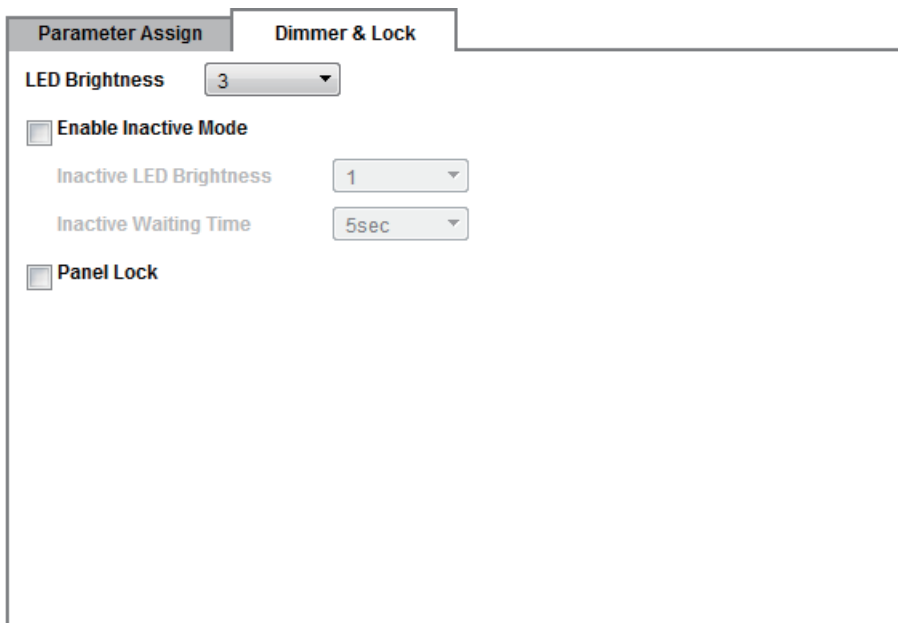 Parameter Assign Dimmer & Lock
LED Brightness 3
Enable Inactive Mode
Inactive LED Brightness 1
Inactive Waiting Time 5sec
Panel Lock